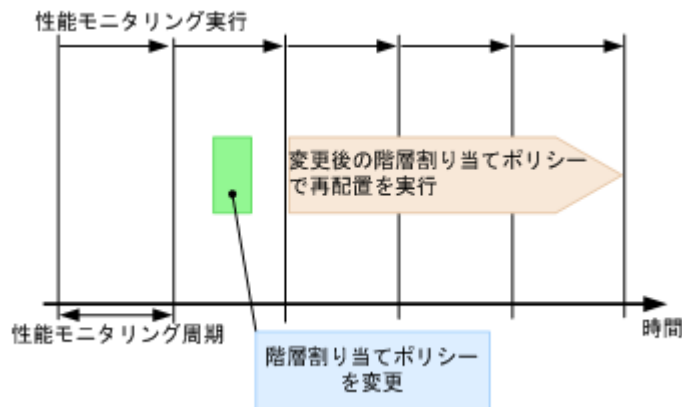 性能モニタリング実行
変更後の階層割り当てポリシー
で再配置を実行
性能モニタリング周期
時間
階層割り当てポリシー
を変更